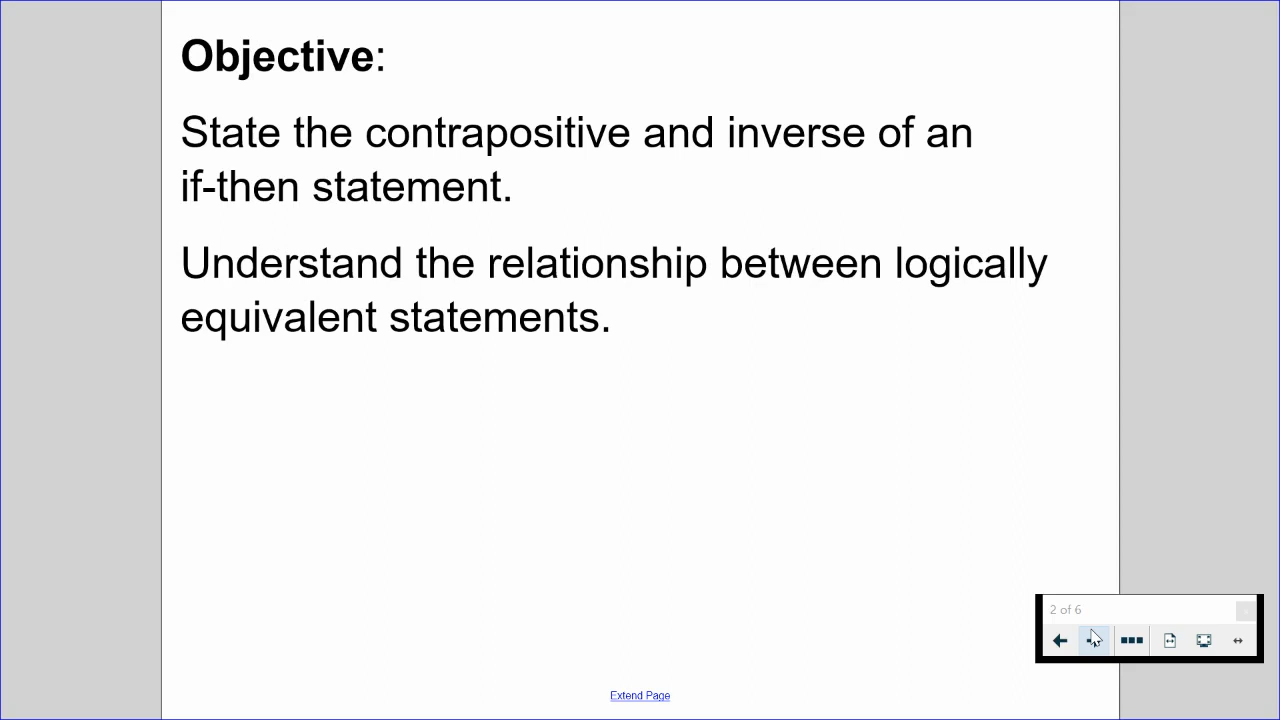 Objective:
State the contrapositive and inverse of an
if-then statement.
Understand the relationship between logically
equivalent statements.
2 of 6
Extend Page